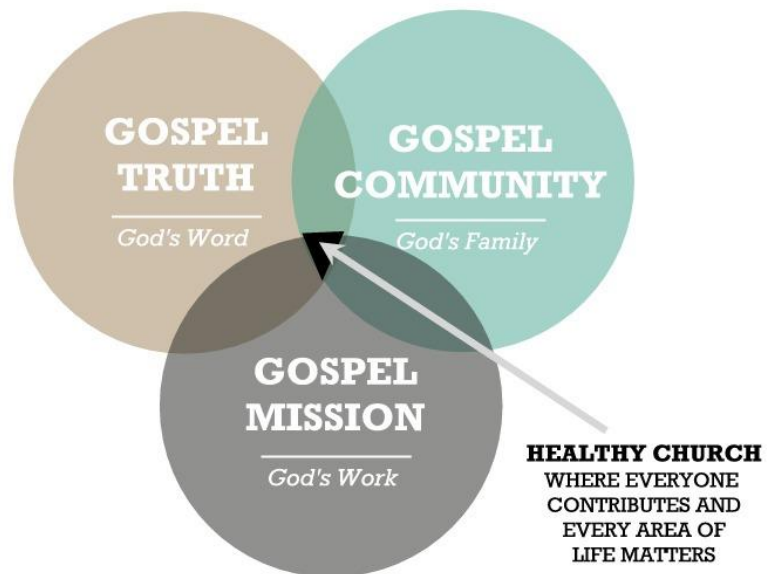 GOSPEL
TRUTH
God's Word
GOSPEL
COMMUNITY
God's Family
GOSPEL
MISSION
God's Work
HEALTHY CHURCH
WHERE EVERYONE
CONTRIBUTES AND
EVERY AREA OF
LIFE MATTERS